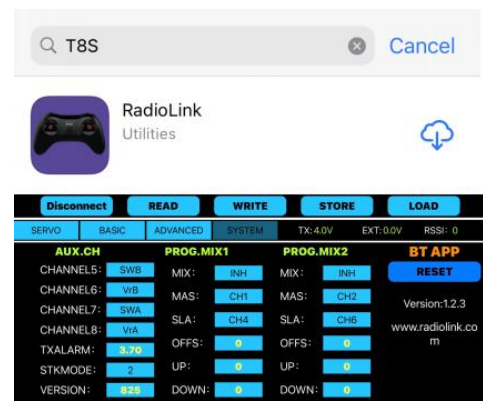 T8S Cancel
RadioLink
Utilities
Disconnect READ WRITE STORE LOAD
SERVO BASIC ADVANCED SYSTEM TX:4.0V EXT:0.0V RSSI: 0
AUX.CH PROG.MIX1 PROG.MIX2 BT APP
CHANNEL5: SWB MIX: INH MIX: INH RESET
CHANNEL6: VrB MAS: CH1 MAS: CH2 Version:1.2.3
CHANNEL7: SWA SLA: CH4 SLA: CH6 www.radiolink.co
CHANNEL8: VrA OFFS: 0 OFFS: 0 m
TXALARM: 3.70 UP: 0 UP: 0
STKMODE: 2 DOWN: 0 DOWN: 0
VERSION: 825